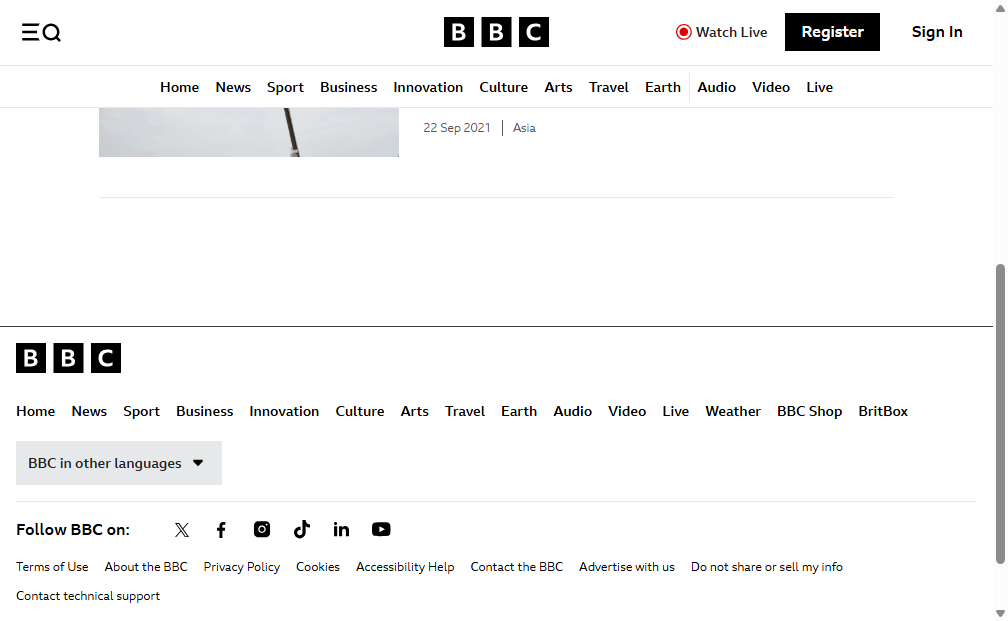 BBC
Watch Live
Register
Sign In
Home News Sport Business Innovation Culture Arts Travel Earth Audio Video Live
22 Sep 2021 Asia
BBC
Home News Sport Business Innovation Culture Arts Travel Earth Audio Video Live Weather BBC Shop BritBox
BBC in other languages
Follow BBC on:
Terms of Use About the BBC Privacy Policy Cookies Accessibility Help Contact the BBC Advertise with us Do not share or sell my info
Contact technical support